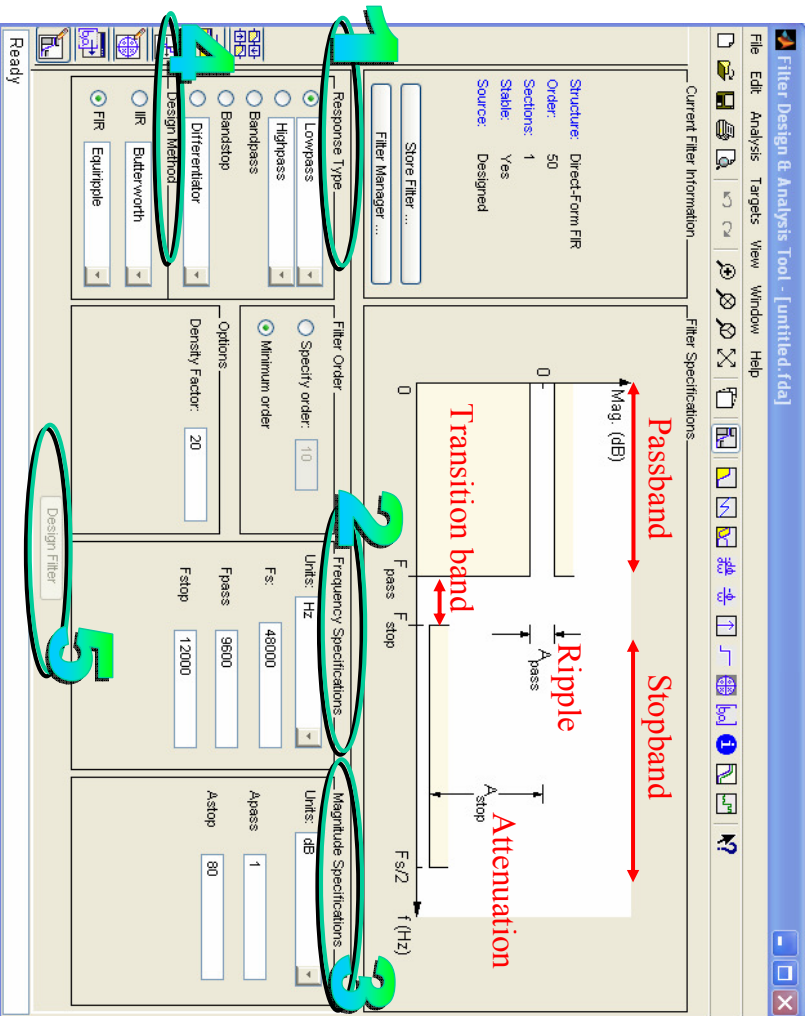 Filter Design & Analysis Tool - [untitled.fda]
File Edit Analysis Targets View Window Help
Current Filter Information
Structure: Direct-Form FIR
Order: 50
Sections: 1
Stable: Yes
Source: Designed
Store Filter ...
Filter Manager ...
Filter Specifications
Mag. (dB)
Passband
Stopband
0
Ripple
A pass
Transition band
A stop
Attenuation
0
F pass
F stop
Fs/2
f (Hz)
1
Response Type
Lowpass
Highpass
Bandpass
Bandstop
Differentiator
4
Design Method
IIR Butterworth
FIR Equiripple
Filter Order
Specify order: 10
Minimum order
Options
Density Factor: 20
2
Frequency Specifications
Units: Hz
Fs: 48000
Fpass 9600
Fstop 12000
3
Magnitude Specifications
Units: dB
Apass 1
Astop 80
5
Design Filter
Ready